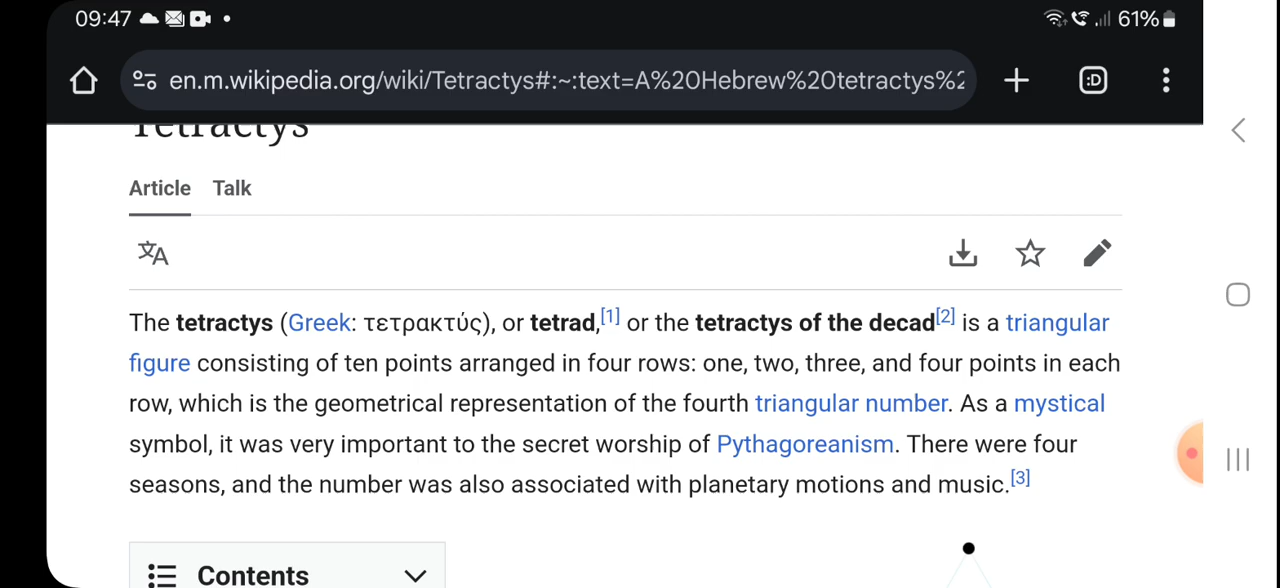 09:47
61%
en.m.wikipedia.org/wiki/Tetractys#:~:text=A%20Hebrew%20tetractys%2
:D
Tetractys
Article Talk
The tetractys (Greek: τετρακτύς), or tetrad,[1] or the tetractys of the decad[2] is a triangular
figure consisting of ten points arranged in four rows: one, two, three, and four points in each
row, which is the geometrical representation of the fourth triangular number. As a mystical
symbol, it was very important to the secret worship of Pythagoreanism. There were four
seasons, and the number was also associated with planetary motions and music.[3]
Contents